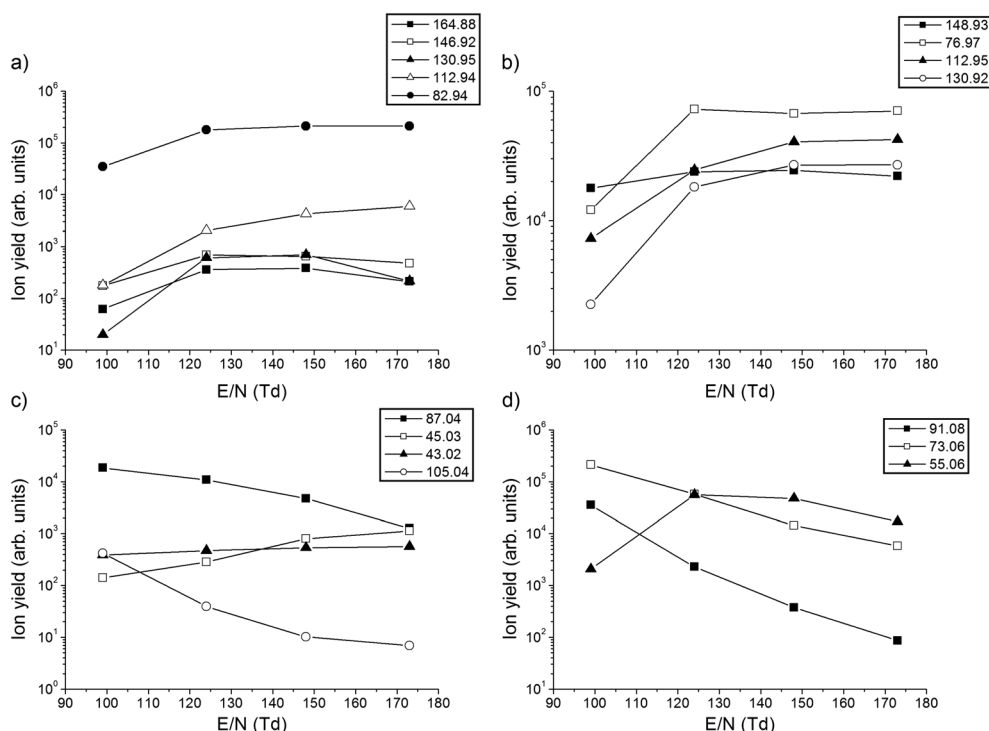 a)
164.88
146.92
130.95
112.94
82.94
Ion yield (arb. units)
10^6
10^5
10^4
10^3
10^2
10^1
90 100 110 120 130 140 150 160 170 180
E/N (Td)
b)
148.93
76.97
112.95
130.92
Ion yield (arb. units)
10^5
10^4
10^3
90 100 110 120 130 140 150 160 170 180
E/N (Td)
c)
87.04
45.03
43.02
105.04
Ion yield (arb. units)
10^5
10^4
10^3
10^2
10^1
10^0
90 100 110 120 130 140 150 160 170 180
E/N (Td)
d)
91.08
73.06
55.06
Ion yield (arb. units)
10^6
10^5
10^4
10^3
10^2
10^1
90 100 110 120 130 140 150 160 170 180
E/N (Td)